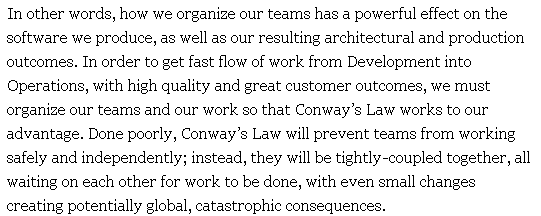 In other words, how we organize our teams has a powerful effect on the
software we produce, as well as our resulting architectural and production
outcomes. In order to get fast flow of work from Development into
Operations, with high quality and great customer outcomes, we must
organize our teams and our work so that Conway’s Law works to our
advantage. Done poorly, Conway’s Law will prevent teams from working
safely and independently; instead, they will be tightly-coupled together, all
waiting on each other for work to be done, with even small changes
creating potentially global, catastrophic consequences.